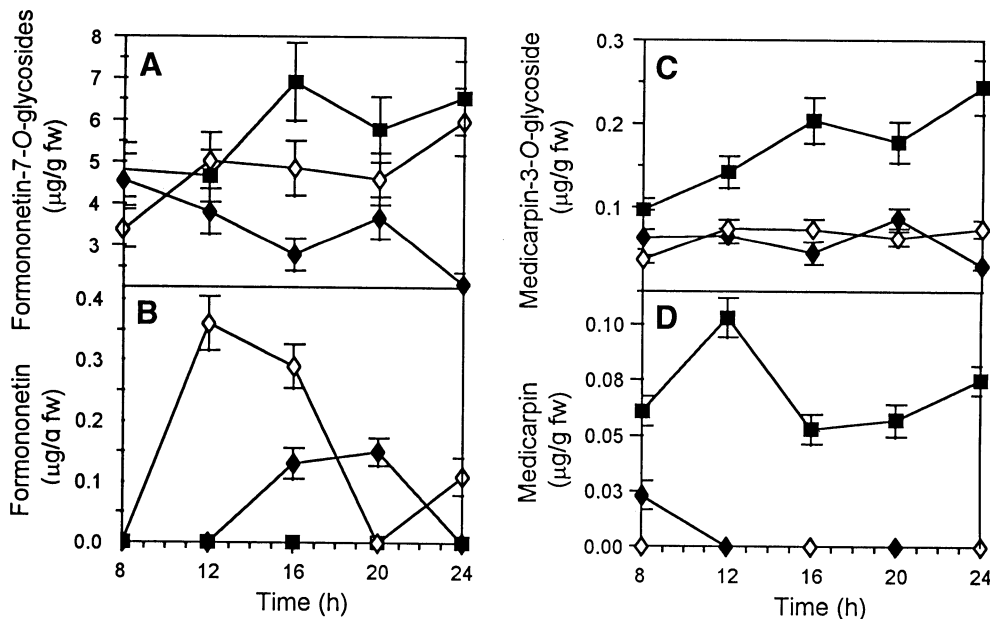 Formononetin-7-O-glycosides
(μg/g fw)
8
7
6
5
4
3
A
Formononetin
(μg/a fw)
0.4
0.3
0.1
0.0
B
8
12
16
20
24
Time (h)
Medicarpin-3-O-glycoside
(μg/g fw)
0.3
0.2
0.1
C
Medicarpin
(μg/g fw)
0.10
0.08
0.05
0.03
0.00
D
8
12
16
20
24
Time (h)